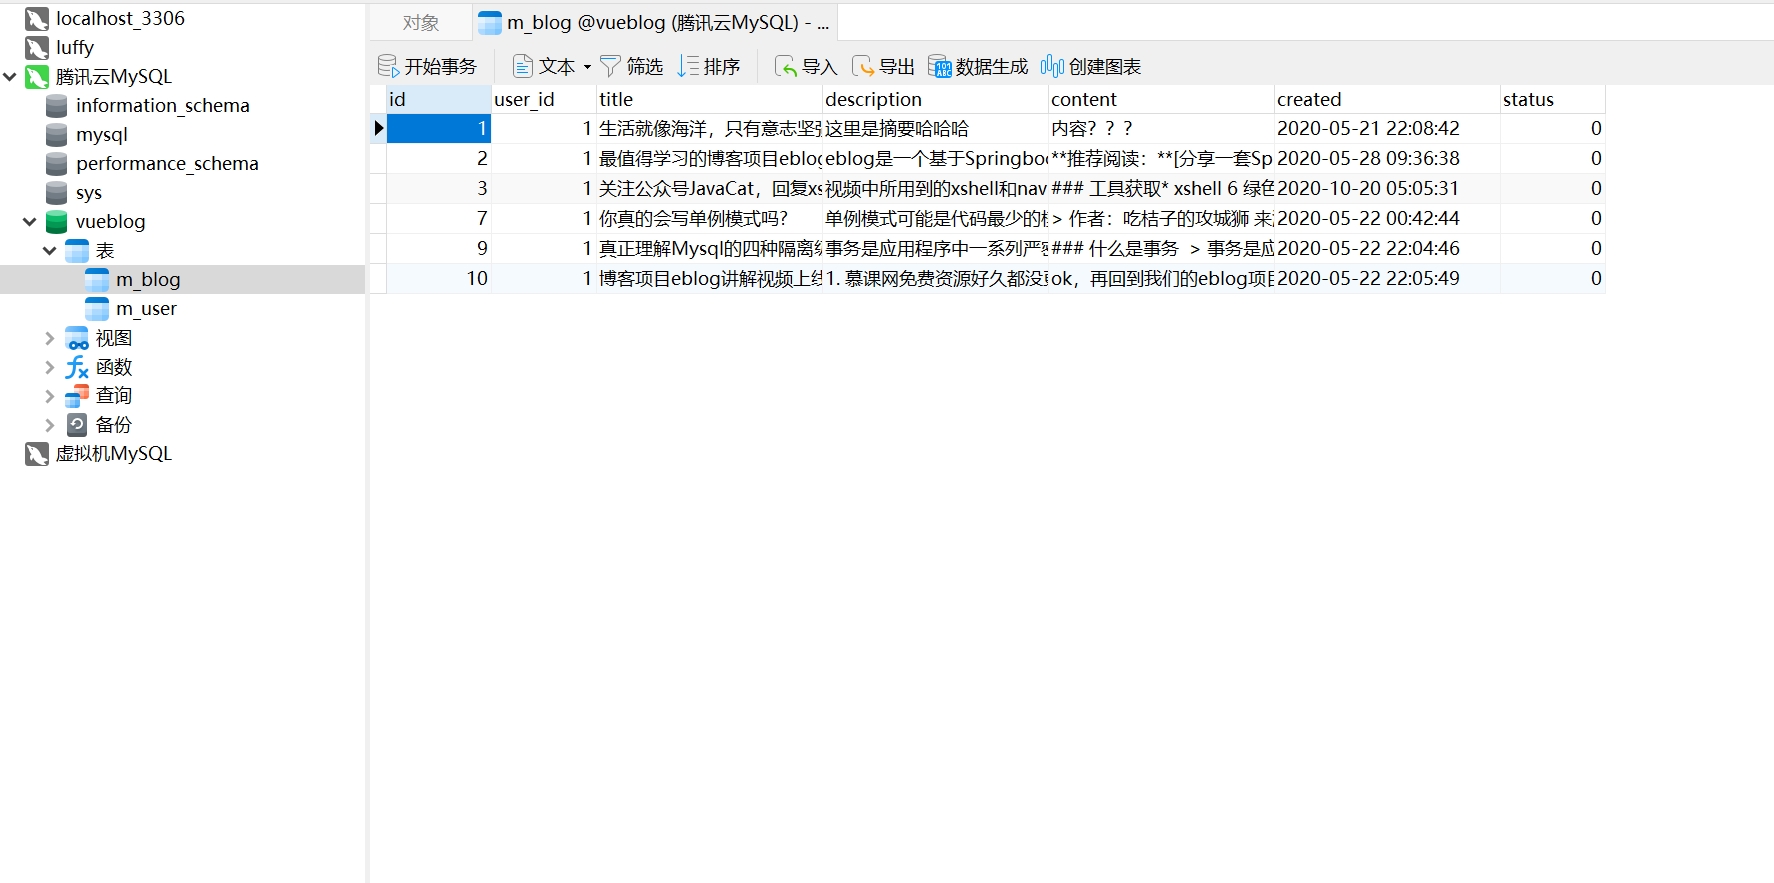 localhost_3306
luffy
腾讯云MySQL
information_schema
mysql
performance_schema
sys
vueblog
表
m_blog
m_user
视图
函数
查询
备份
虚拟机MySQL
对象 m_blog @vueblog (腾讯云MySQL) - ...
开始事务 文本 筛选 排序 导入 导出 数据生成 创建图表
id user_id title description content created status
1 1 生活就像海洋，只有意志坚 这里是摘要哈哈哈 内容？？？ 2020-05-21 22:08:42 0
2 1 最值得学习的博客项目eblog eblog是一个基于Springbo **推荐阅读：**[分享一套Sp 2020-05-28 09:36:38 0
3 1 关注公众号JavaCat，回复xs 视频中所用到的xshell和nav ### 工具获取* xshell 6 绿色 2020-10-20 05:05:31 0
7 1 你真的会写单例模式吗？ 单例模式可能是代码最少的 > 作者：吃桔子的攻城狮 来 2020-05-22 00:42:44 0
9 1 真正理解Mysql的四种隔离 事务是应用程序中一系列严 ### 什么是事务 > 事务是应 2020-05-22 22:04:46 0
10 1 博客项目eblog讲解视频上线 1. 慕课网免费资源好久都没 ok，再回到我们的eblog项目 2020-05-22 22:05:49 0